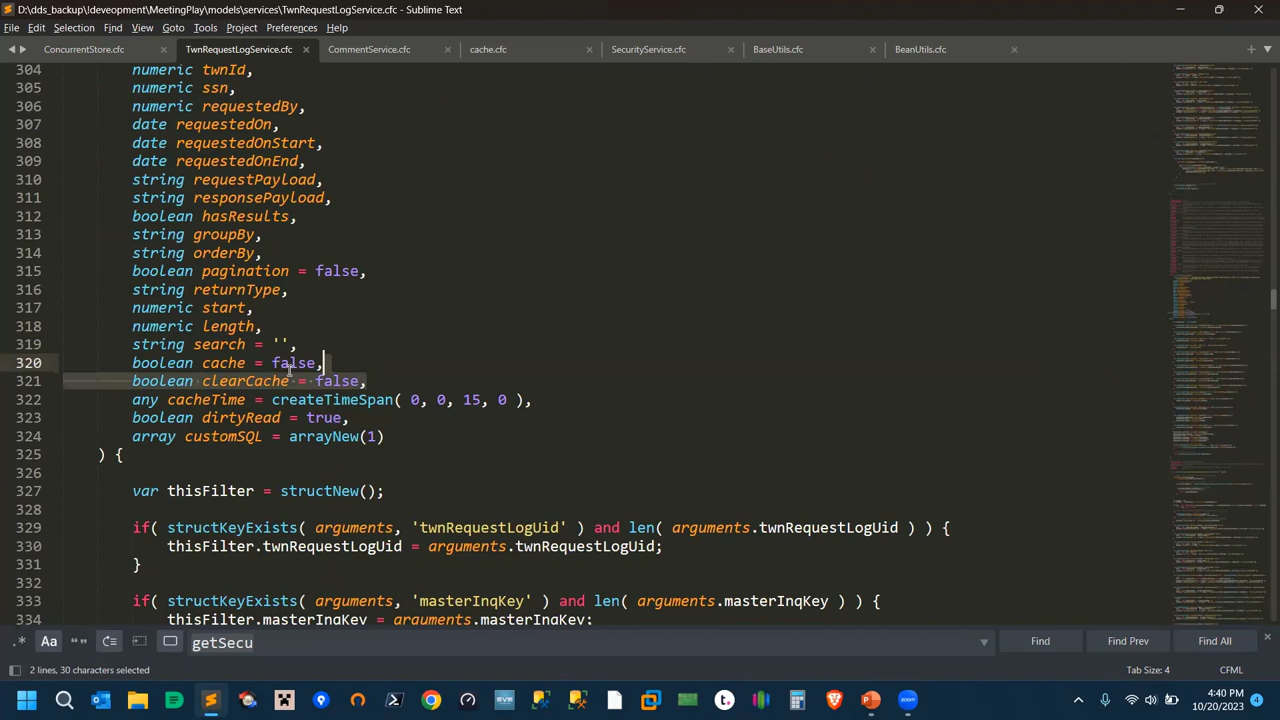 D:\dds_backup\!deveopment\MeetingPlay\models\services\TwnRequestLogService.cfc - Sublime Text
File Edit Selection Find View Goto Tools Project Preferences Help
ConcurrentStore.cfc TwnRequestLogService.cfc CommentService.cfc cache.cfc SecurityService.cfc BaseUtils.cfc BeanUtils.cfc
304 numeric twnId,
305 numeric ssn,
306 numeric requestedBy,
307 date requestedOn,
308 date requestedOnStart,
309 date requestedOnEnd,
310 string requestPayload,
311 string responsePayload,
312 boolean hasResults,
313 string groupBy,
314 string orderBy,
315 boolean pagination = false,
316 string returnType,
317 numeric start,
318 numeric length,
319 string search = '',
320 boolean cache = false,
321 boolean clearCache = false,
322 any cacheTime = createTimeSpan( 0, 0, 15, 0 ),
323 boolean dirtyRead = true,
324 array customSQL = arrayNew(1)
325 ) {
326
327 var thisFilter = structNew();
328
329 if( structKeyExists( arguments, 'twnRequestLogUid' ) and len( arguments.twnRequestLogUid ) ) {
330 thisFilter.twnRequestLogUid = arguments.twnRequestLogUid;
331 }
332
333 if( structKeyExists( arguments, 'masterIndexKey' ) and len( arguments.masterIndexKey ) ) {
334 thisFilter.masterIndexKey = arguments.masterIndexKey;
.* Aa getSecu Find Find Prev Find All
2 lines, 30 characters selected Tab Size: 4 CFML
4:40 PM
10/20/2023
4